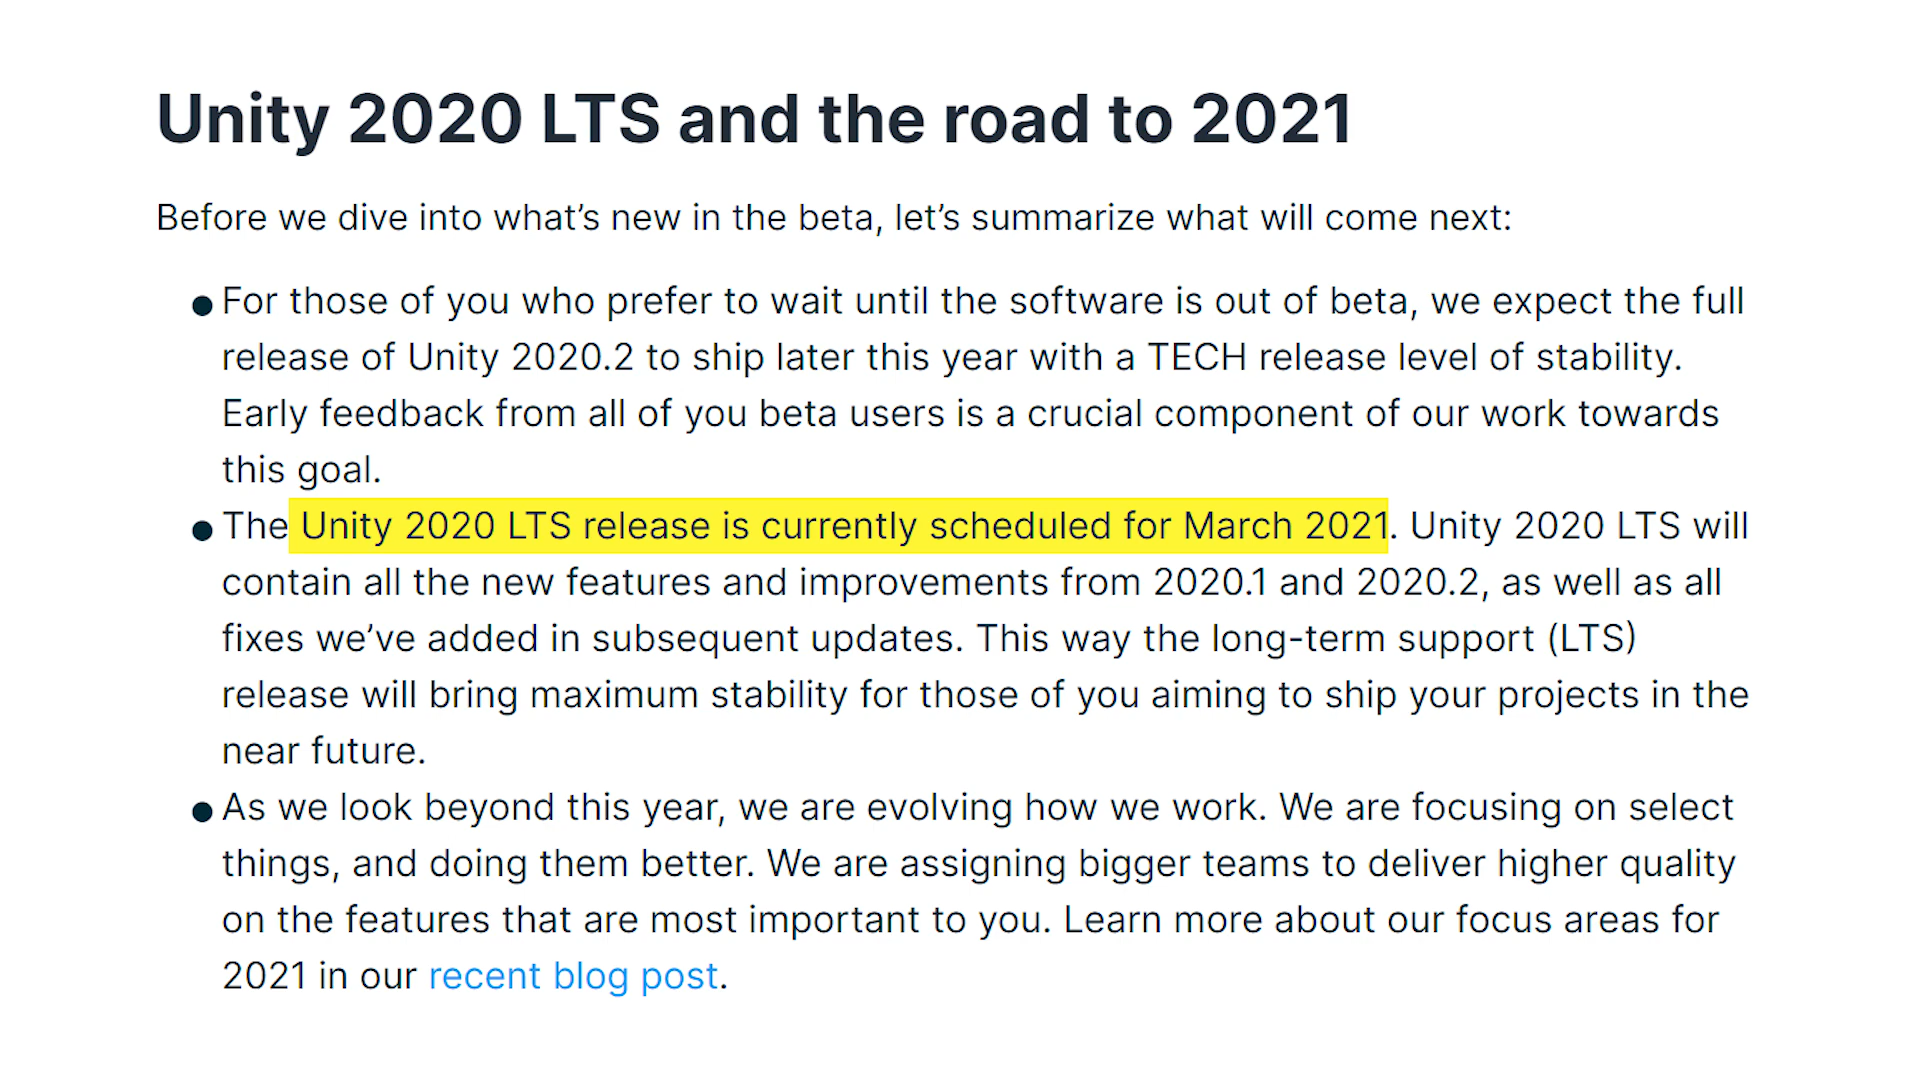 Unity 2020 LTS and the road to 2021
Before we dive into what’s new in the beta, let’s summarize what will come next:
● For those of you who prefer to wait until the software is out of beta, we expect the full
release of Unity 2020.2 to ship later this year with a TECH release level of stability.
Early feedback from all of you beta users is a crucial component of our work towards
this goal.
● The Unity 2020 LTS release is currently scheduled for March 2021. Unity 2020 LTS will
contain all the new features and improvements from 2020.1 and 2020.2, as well as all
fixes we’ve added in subsequent updates. This way the long-term support (LTS)
release will bring maximum stability for those of you aiming to ship your projects in the
near future.
● As we look beyond this year, we are evolving how we work. We are focusing on select
things, and doing them better. We are assigning bigger teams to deliver higher quality
on the features that are most important to you. Learn more about our focus areas for
2021 in our recent blog post.